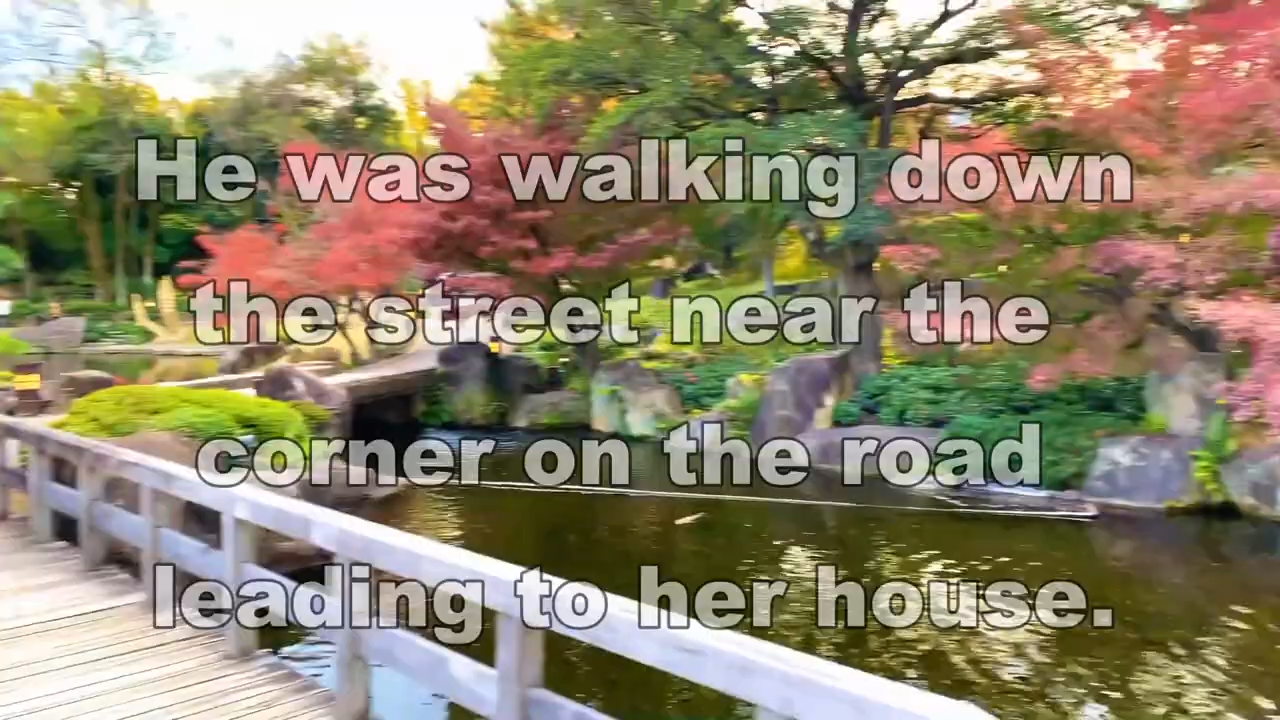 He was walking down
the street near the
corner on the road
leading to her house.